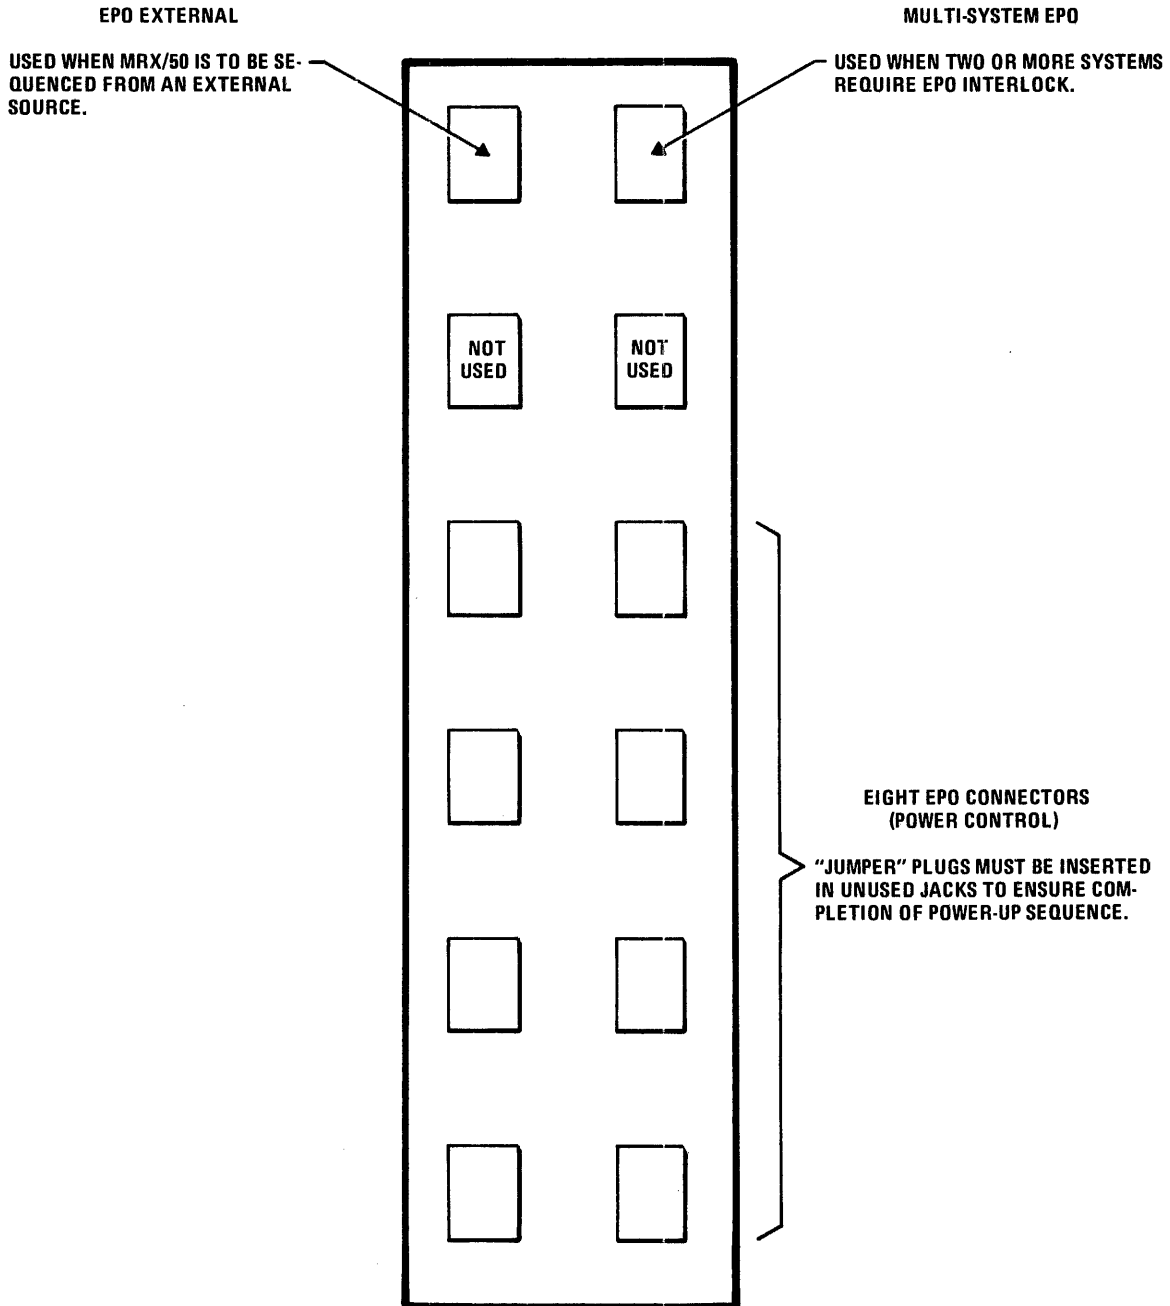 EPO EXTERNAL
USED WHEN MRX/50 IS TO BE SE-
QUENCED FROM AN EXTERNAL
SOURCE.
MULTI-SYSTEM EPO
USED WHEN TWO OR MORE SYSTEMS
REQUIRE EPO INTERLOCK.
NOT
USED
NOT
USED
EIGHT EPO CONNECTORS
(POWER CONTROL)
“JUMPER” PLUGS MUST BE INSERTED
IN UNUSED JACKS TO ENSURE COM-
PLETION OF POWER-UP SEQUENCE.